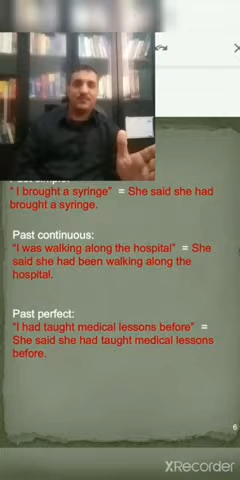 " I brought a syringe" = She said she had
brought a syringe.
Past continuous:
"I was walking along the hospital" = She
said she had been walking along the
hospital.
Past perfect:
"I had taught medical lessons before" =
She said she had taught medical lessons
before.
6
XRecorder